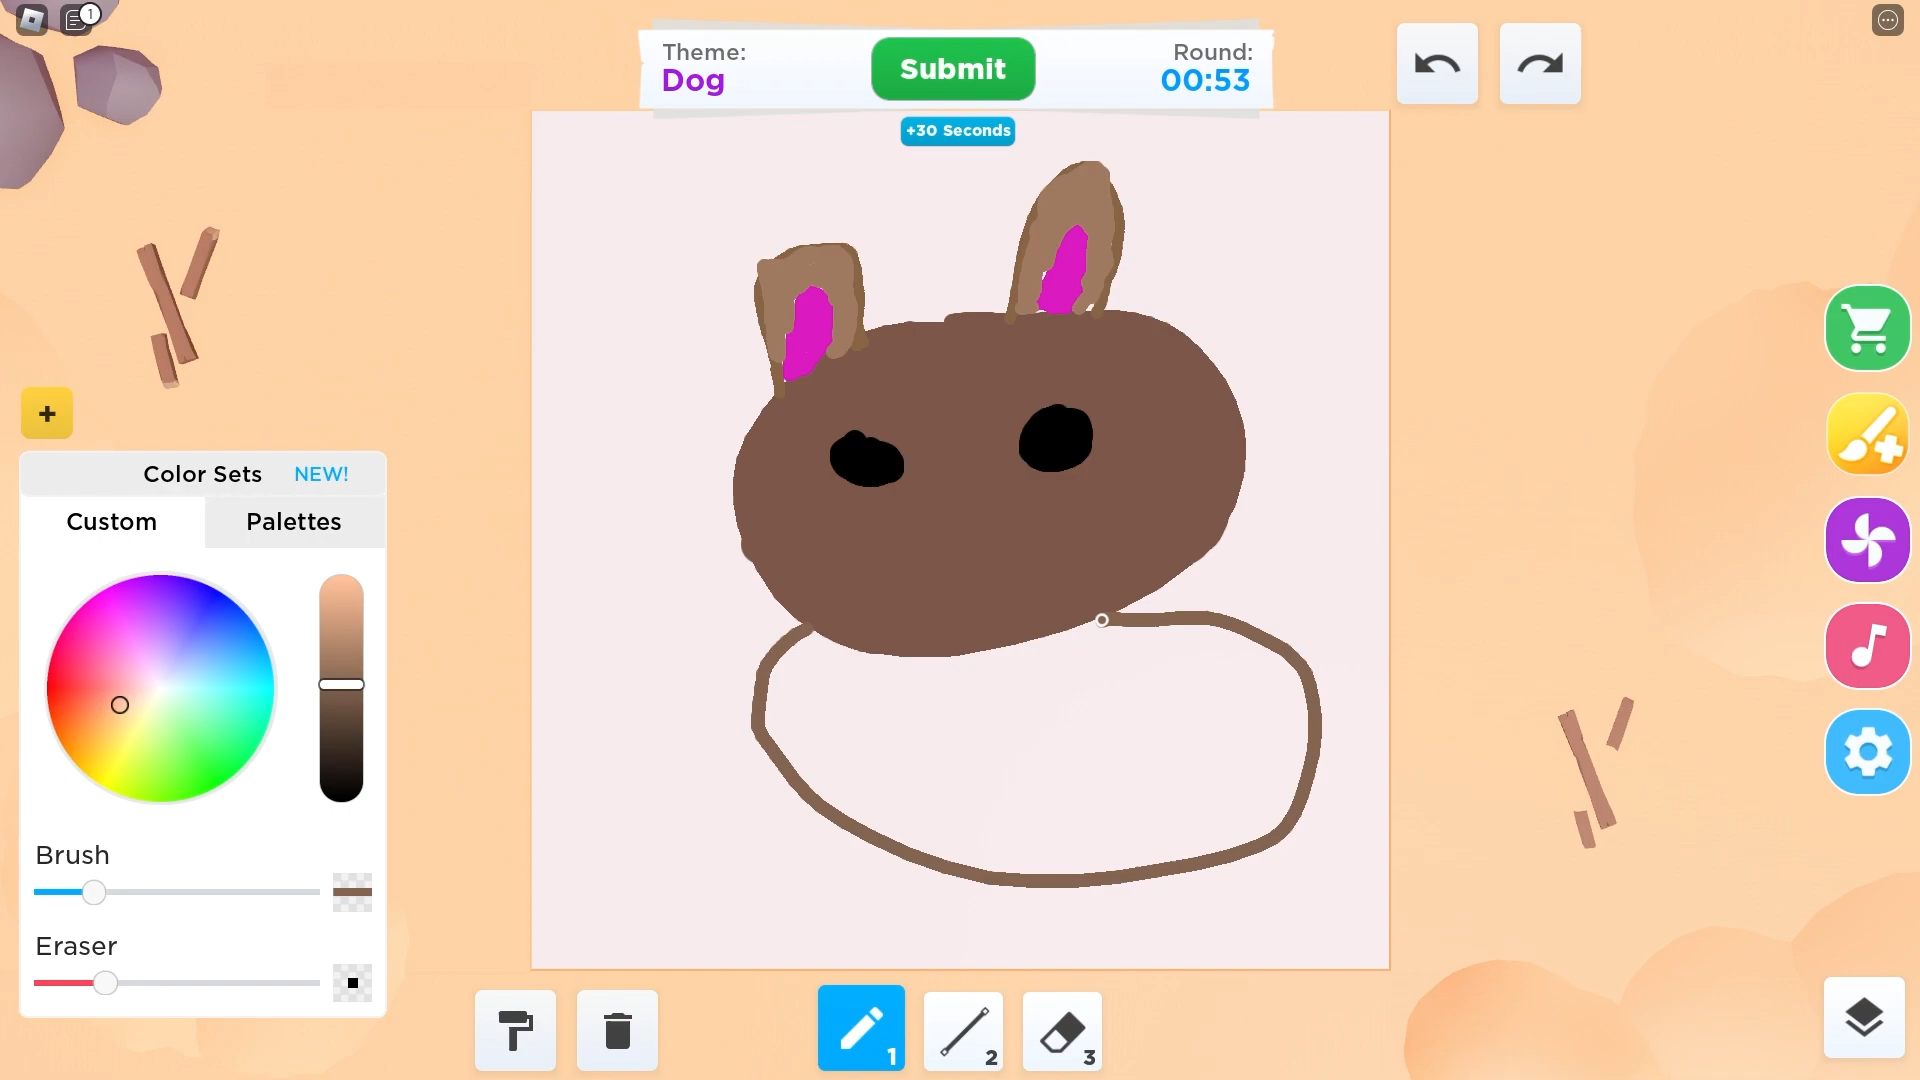 1
Theme:
Dog
Submit
Round:
00:53
+30 Seconds
+
Color Sets NEW!
Custom Palettes
Brush
Eraser
1
2
3